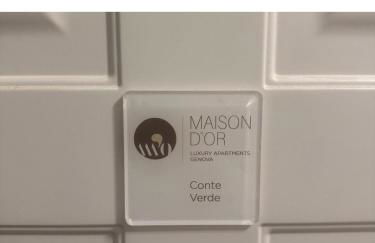 MAISON
D'OR
LUXURY APARTMENTS
GENOVA
Conte
Verde